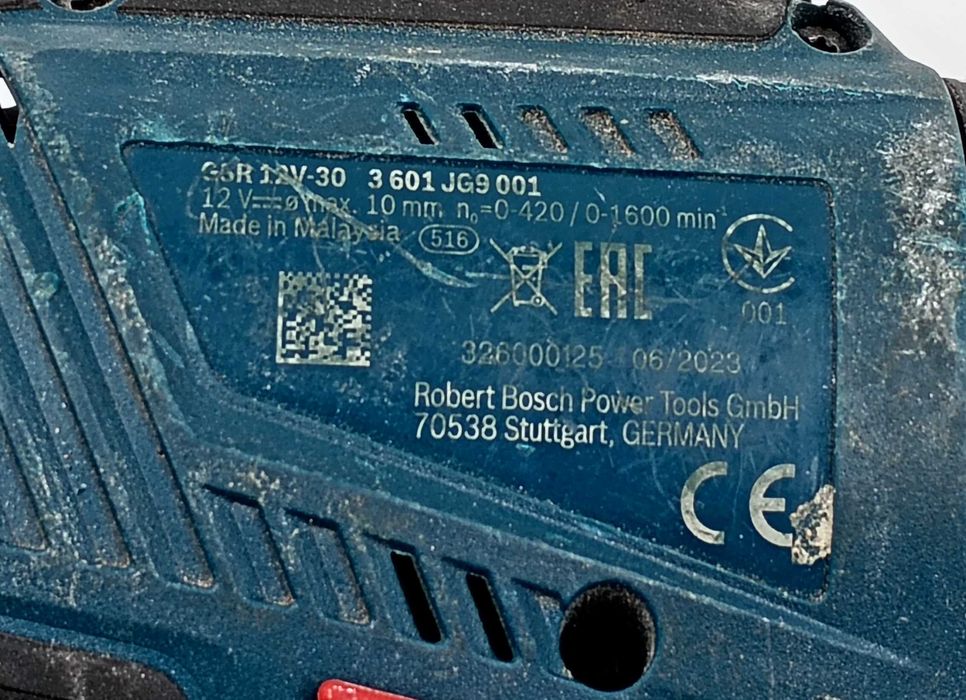 GSR 12V-30 3 601 JG9 001
12 V⎓ ø max. 10 mm n₀=0-420 / 0-1600 min⁻¹
Made in Malaysia 516
EAC
001
326000125 06/2023
Robert Bosch Power Tools GmbH
70538 Stuttgart, GERMANY
CE